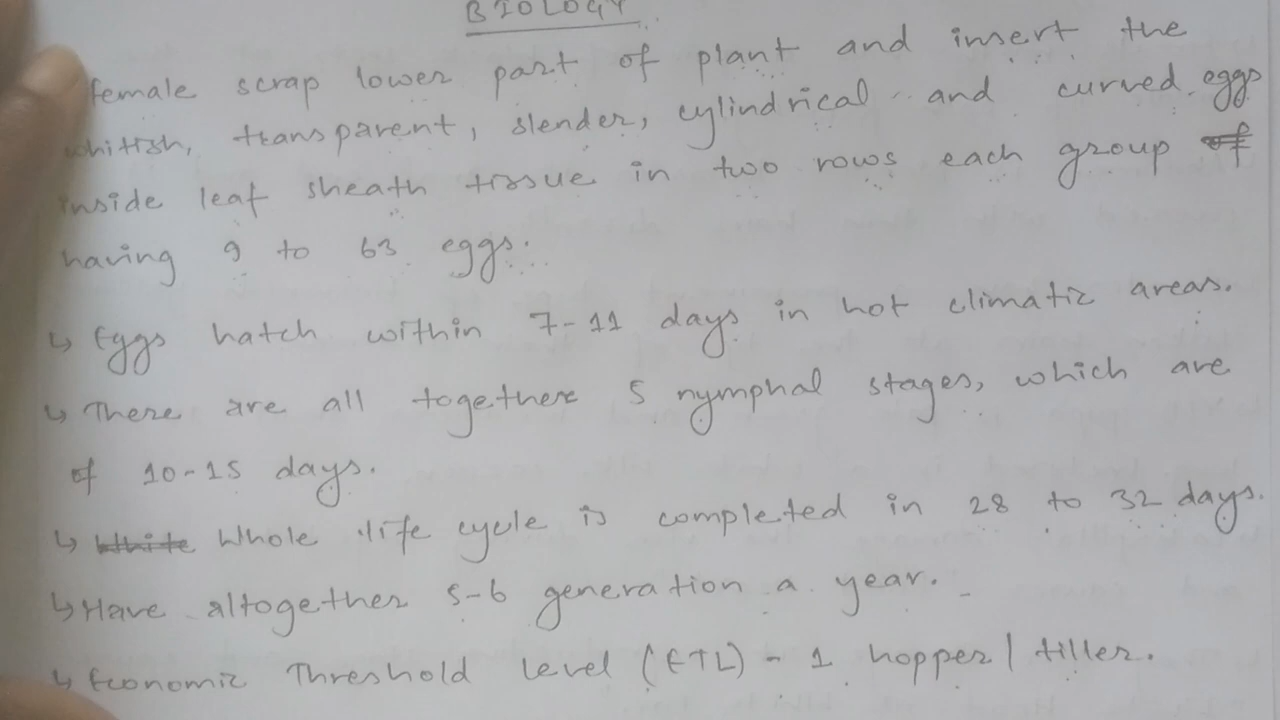 BIOLOGY
female scrap lower part of plant and insert the
whitish, transparent, slender, cylindrical and curved eggs
inside leaf sheath tissue in two rows each group of
having 9 to 63 eggs.
↳ Eggs hatch within 7-11 days in hot climatic areas.
↳ There are all together 5 nymphal stages, which are
of 10-15 days.
↳ White Whole life cycle is completed in 28 to 32 days.
↳ Have altogether 5-6 generation a year.
↳ Economic Threshold Level (ETL) - 1 hopper / tiller.